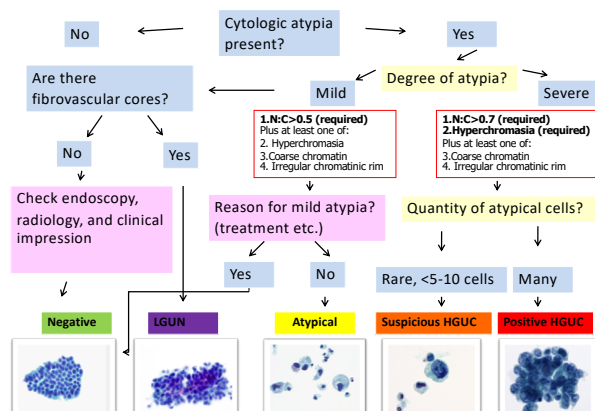 No
Cytologic atypia
present?
Yes
Are there
fibrovascular cores?
Mild
Degree of atypia?
Severe
1.N:C>0.5 (required)
Plus at least one of:
2. Hyperchromasia
3.Coarse chromatin
4. Irregular chromatinic rim
1.N:C>0.7 (required)
2.Hyperchromasia (required)
Plus at least one of:
3.Coarse chromatin
4. Irregular chromatinic rim
No
Yes
Check endoscopy,
radiology, and clinical
impression
Reason for mild atypia?
(treatment etc.)
Quantity of atypical cells?
Yes
No
Rare, <5-10 cells
Many
Negative
LGUN
Atypical
Suspicious HGUC
Positive HGUC